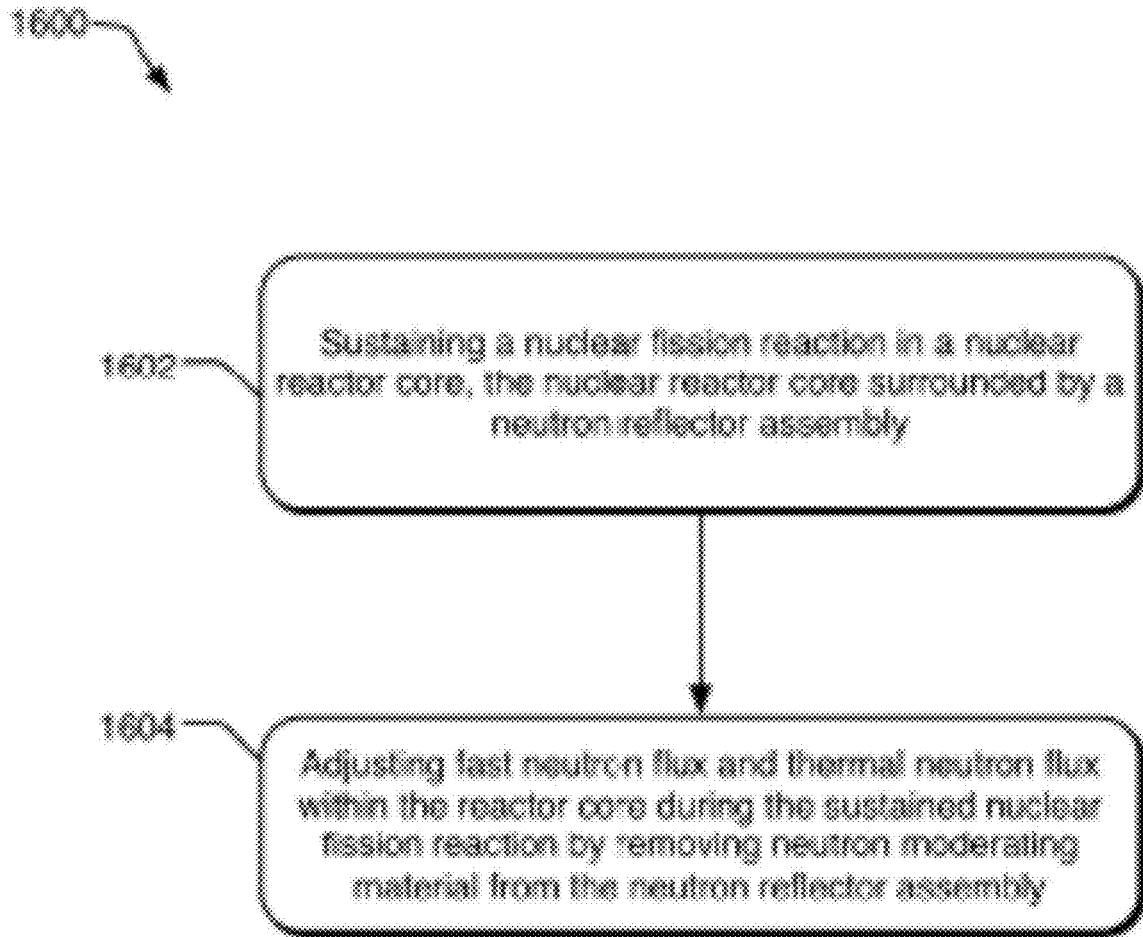 1600
1602
Sustaining a nuclear fission reaction in a nuclear
reactor core, the nuclear reactor core surrounded by a
neutron reflector assembly
1604
Adjusting fast neutron flux and thermal neutron flux
within the reactor core during the sustained nuclear
fission reaction by removing neutron moderating
material from the neutron reflector assembly